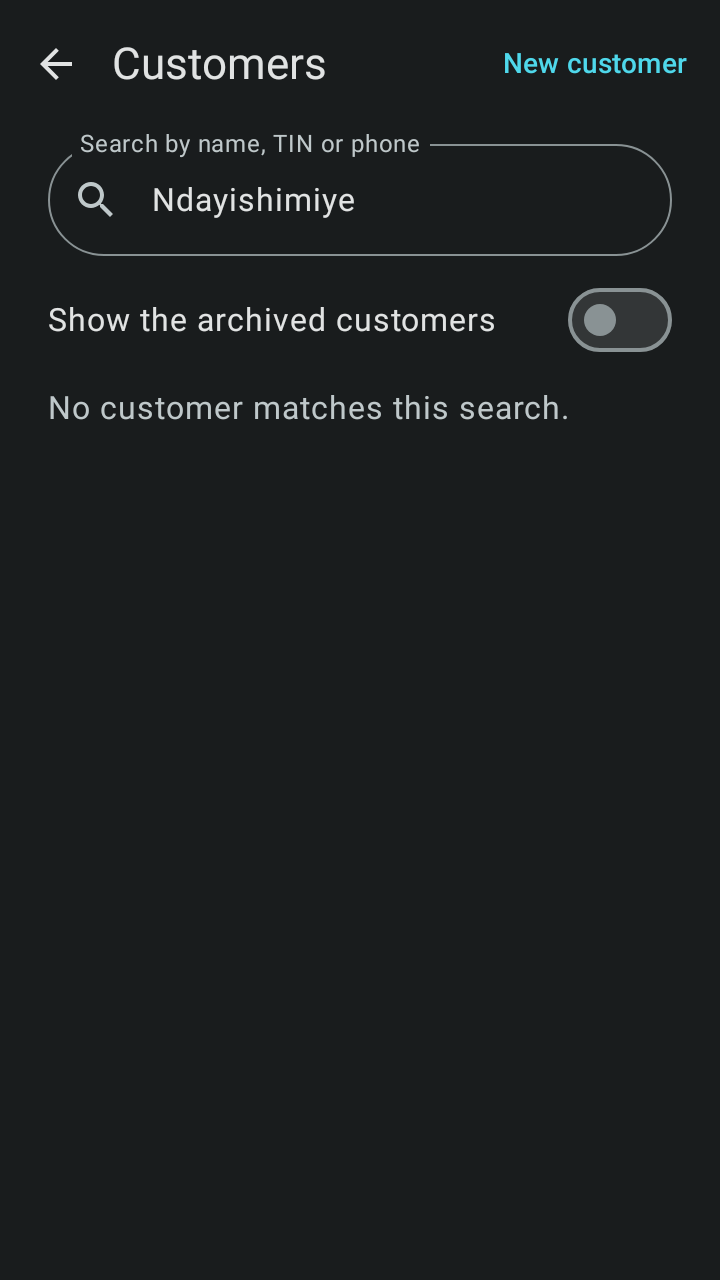 Customers
New customer
Search by name, TIN or phone
Ndayishimiye
Show the archived customers
No customer matches this search.